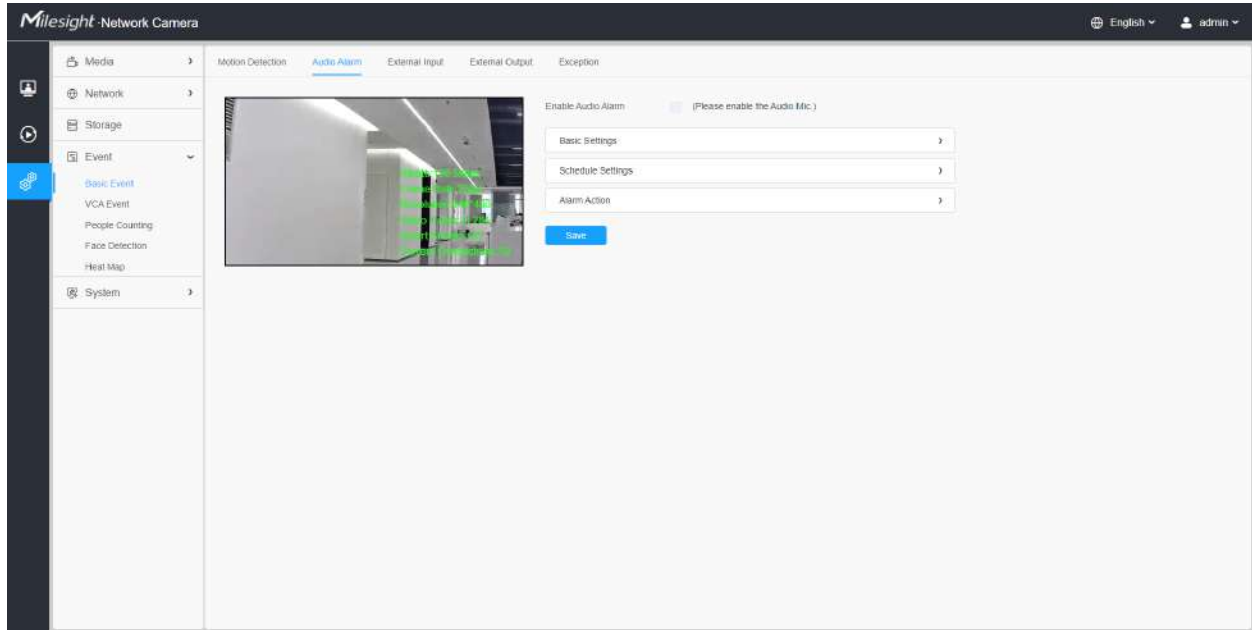 Milesight · Network Camera
English
admin
Media
Network
Storage
Event
Basic Event
VCA Event
People Counting
Face Detection
Heat Map
System
Motion Detection
Audio Alarm
External Input
External Output
Exception
Enable Audio Alarm
(Please enable the Audio Mic.)
Basic Settings
Schedule Settings
Alarm Action
Save